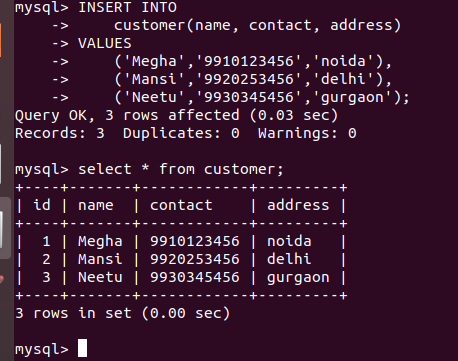 mysql> INSERT INTO
    ->     customer(name, contact, address)
    -> VALUES
    ->     ('Megha','9910123456','noida'),
    ->     ('Mansi','9920253456','delhi'),
    ->     ('Neetu','9930345456','gurgaon');
Query OK, 3 rows affected (0.03 sec)
Records: 3  Duplicates: 0  Warnings: 0

mysql> select * from customer;
+----+-------+------------+---------+
| id | name  | contact    | address |
+----+-------+------------+---------+
|  1 | Megha | 9910123456 | noida   |
|  2 | Mansi | 9920253456 | delhi   |
|  3 | Neetu | 9930345456 | gurgaon |
+----+-------+------------+---------+
3 rows in set (0.00 sec)

mysql>